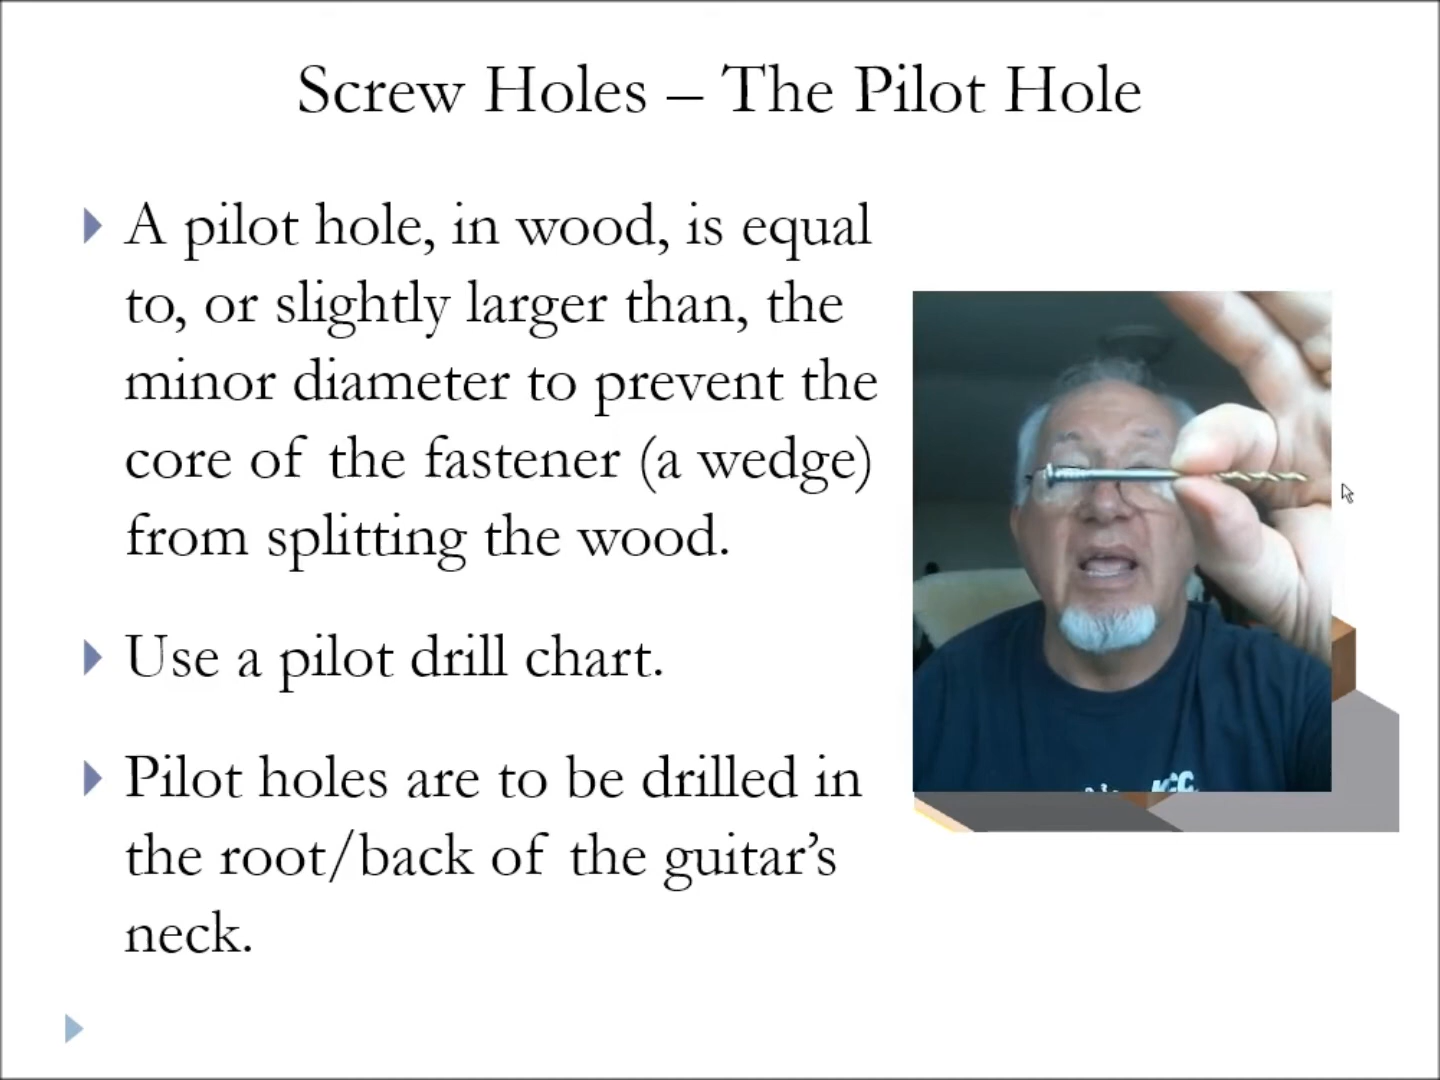 Screw Holes – The Pilot Hole
A pilot hole, in wood, is equal
to, or slightly larger than, the
minor diameter to prevent the
core of the fastener (a wedge)
from splitting the wood.
Use a pilot drill chart.
Pilot holes are to be drilled in
the root/back of the guitar's
neck.